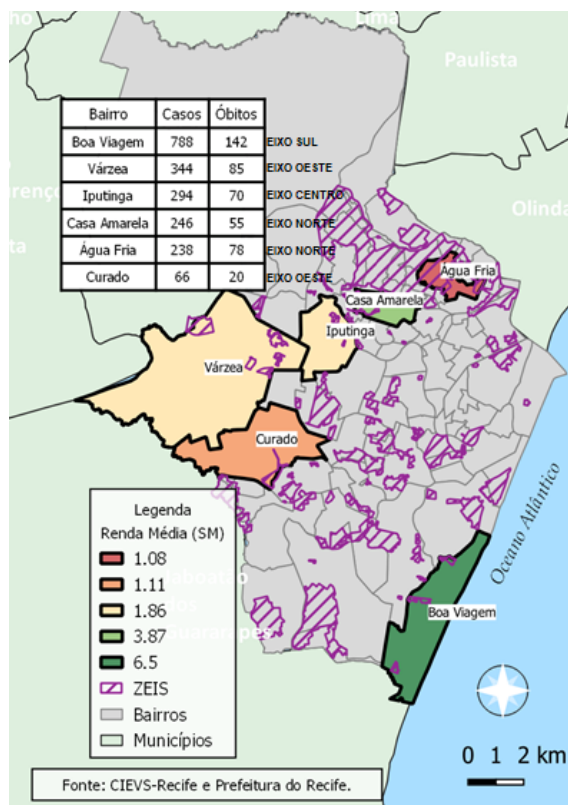 Lima
Paulista
Olinda
Bairro Casos Óbitos
Boa Viagem 788 142 EIXO SUL
Várzea 344 85 EIXO OESTE
Iputinga 294 70 EIXO CENTRO
Casa Amarela 246 55 EIXO NORTE
Água Fria 238 78 EIXO NORTE
Curado 66 20 EIXO OESTE
Água Fria
Casa Amarela
Iputinga
Várzea
Curado
Boa Viagem
Oceano Atlântico
Legenda
Renda Média (SM)
1.08
1.11
1.86
3.87
6.5
ZEIS
Bairros
Municípios
Guararapes
0 1 2 km
Fonte: CIEVS-Recife e Prefeitura do Recife.